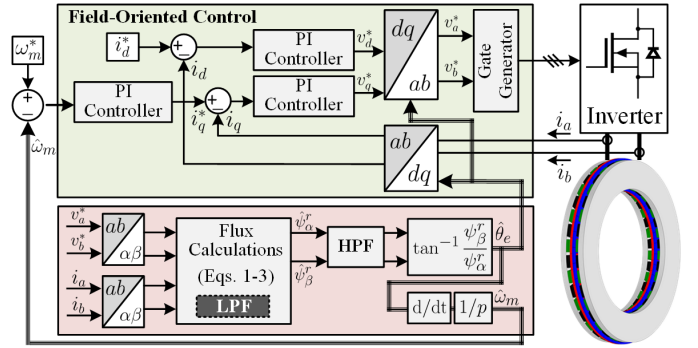 Field-Oriented Control
ω*m
i*d
+
−
PI
Controller
v*d
dq
ab
v*a
v*b
Gate
Generator
Inverter
+
−
PI
Controller
i*q
+
−
id
iq
PI
Controller
v*q
ω̂m
ab
dq
ia
ib
v*a
v*b
ab
αβ
ia
ib
ab
αβ
Flux
Calculations
(Eqs. 1-3)
LPF
ψ̂rα
ψ̂rβ
HPF
tan−1 ψrβ
ψrα
θ̂e
d/dt
1/p
ω̂m